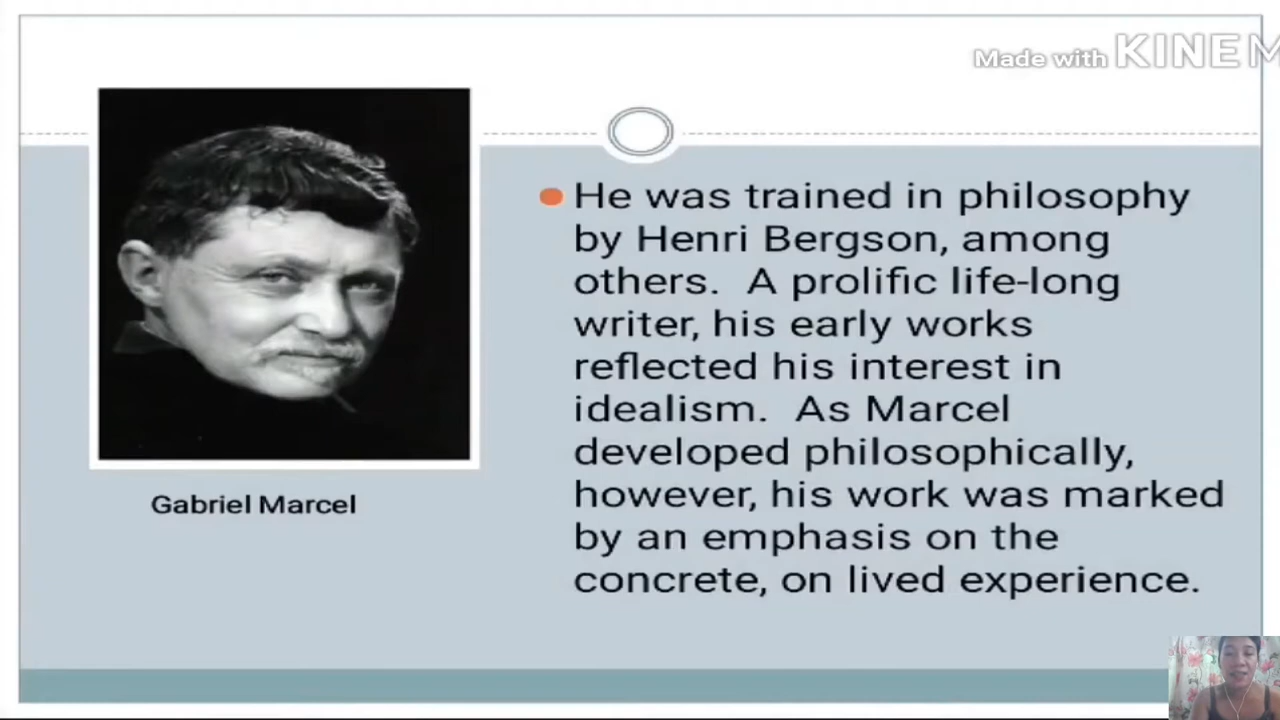 Made with KINEM
He was trained in philosophy
by Henri Bergson, among
others. A prolific life-long
writer, his early works
reflected his interest in
idealism. As Marcel
developed philosophically,
however, his work was marked
by an emphasis on the
concrete, on lived experience.
Gabriel Marcel